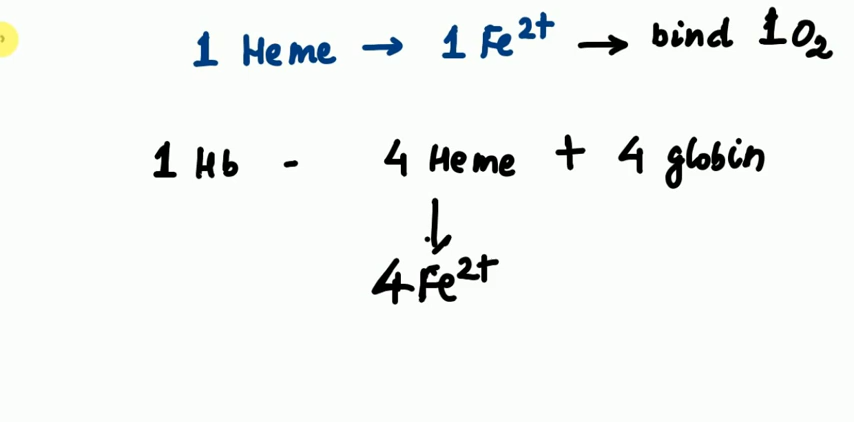 1 Heme → 1 Fe²⁺ → bind 1O₂
1 Hb - 4 Heme + 4 globin
↓
4Fe²⁺